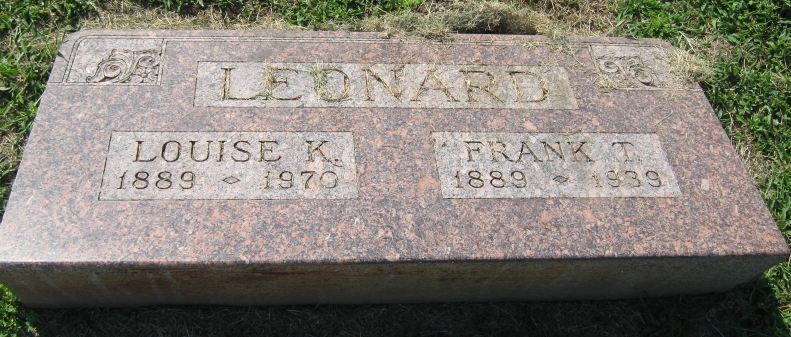 LEONARD
LOUISE K.
1889 ⋄ 1970
FRANK T.
1889 ⋄ 1939